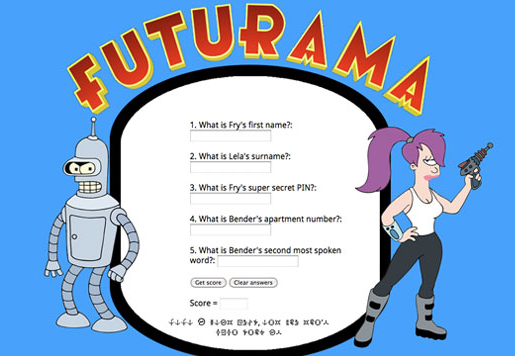 FUTURAMA
1. What is Fry's first name?:
2. What is Lela's surname?:
3. What is Fry's super secret PIN?:
4. What is Bender's apartment number?:
5. What is Bender's second most spoken
word?:
Get score Clear answers
Score =